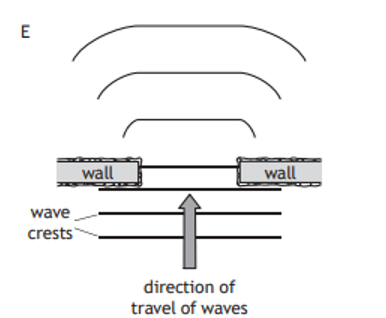 E
wall wall
wave
crests
direction of
travel of waves